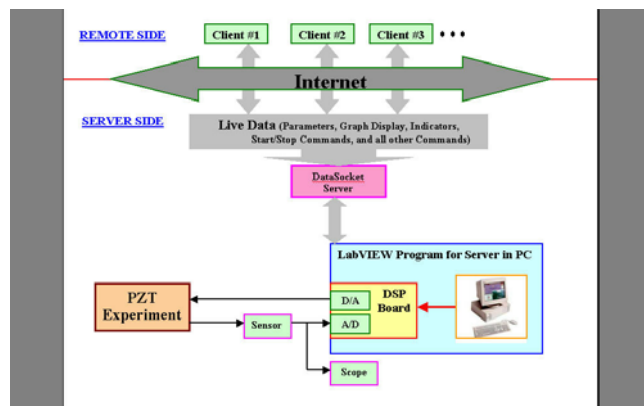 REMOTE SIDE
Client #1
Client #2
Client #3
Internet
SERVER SIDE
Live Data (Parameters, Graph Display, Indicators,
Start/Stop Commands, and all other Commands)
DataSocket
Server
LabVIEW Program for Server in PC
PZT
Experiment
D/A
DSP
Board
A/D
Sensor
Scope